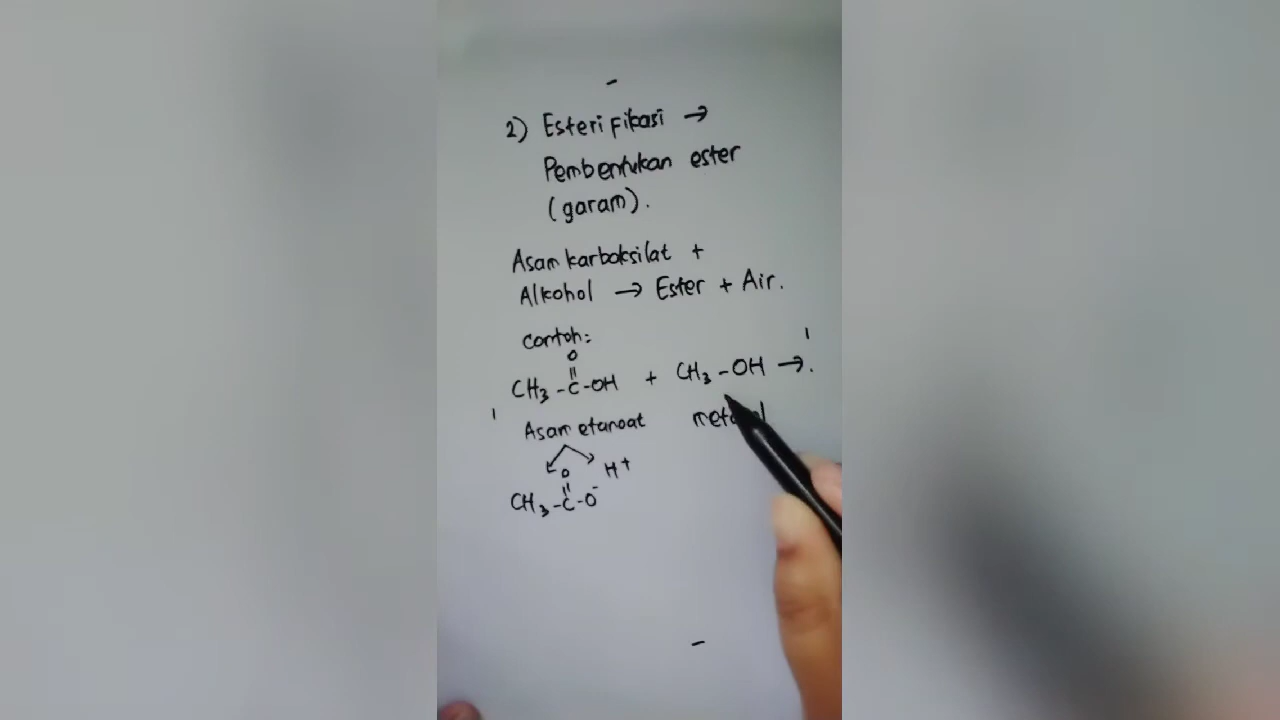 2) Esterifikasi →
Pembentukan ester
(garam).
Asam karboksilat +
Alkohol → Ester + Air.
Contoh:
O
||
CH₃-C-OH + CH₃-OH →
Asam etanoat
H⁺
O
||
CH₃-C-O⁻